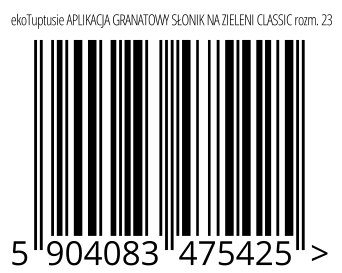 ekoTuptusie APLIKACJA GRANATOWY SŁONIK NA ZIELENI CLASSIC rozm. 23
5 904083 475425 >